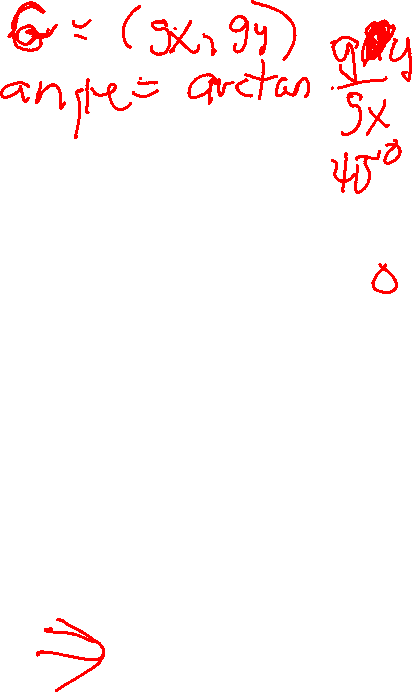 G = (gx, gy)
angle = arctan gy/gx
45°
0